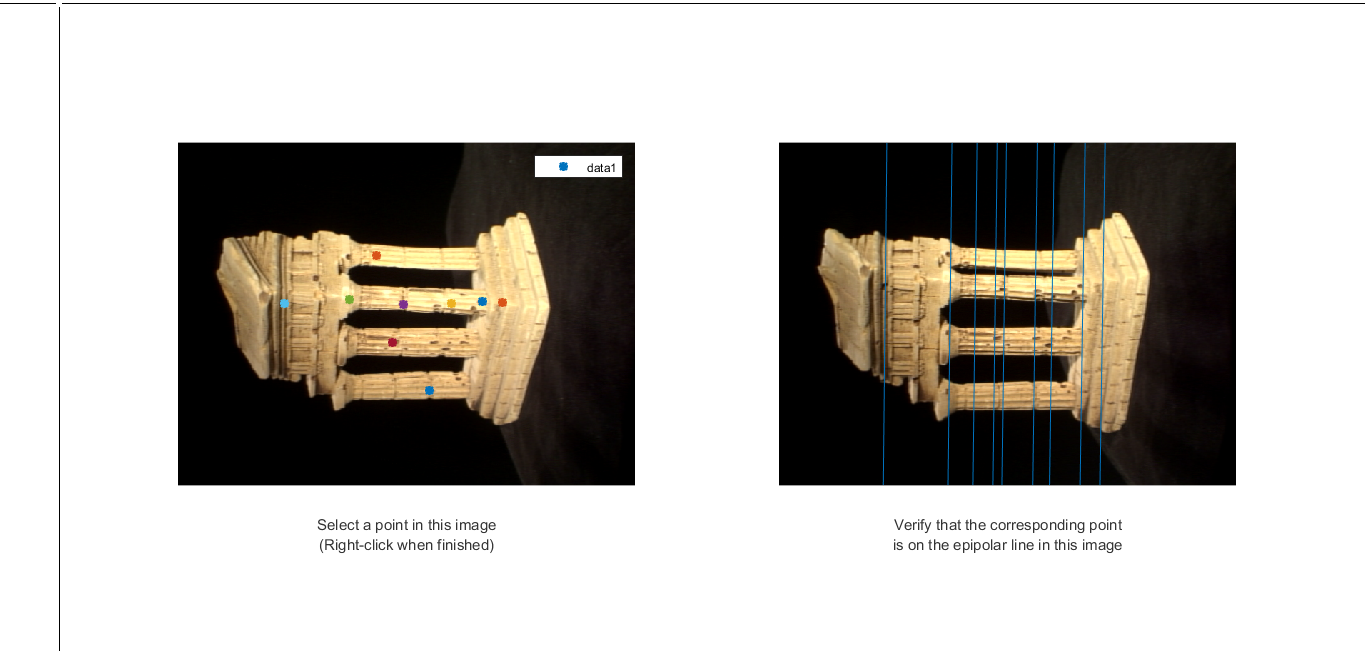 data1
Select a point in this image
(Right-click when finished)
Verify that the corresponding point
is on the epipolar line in this image